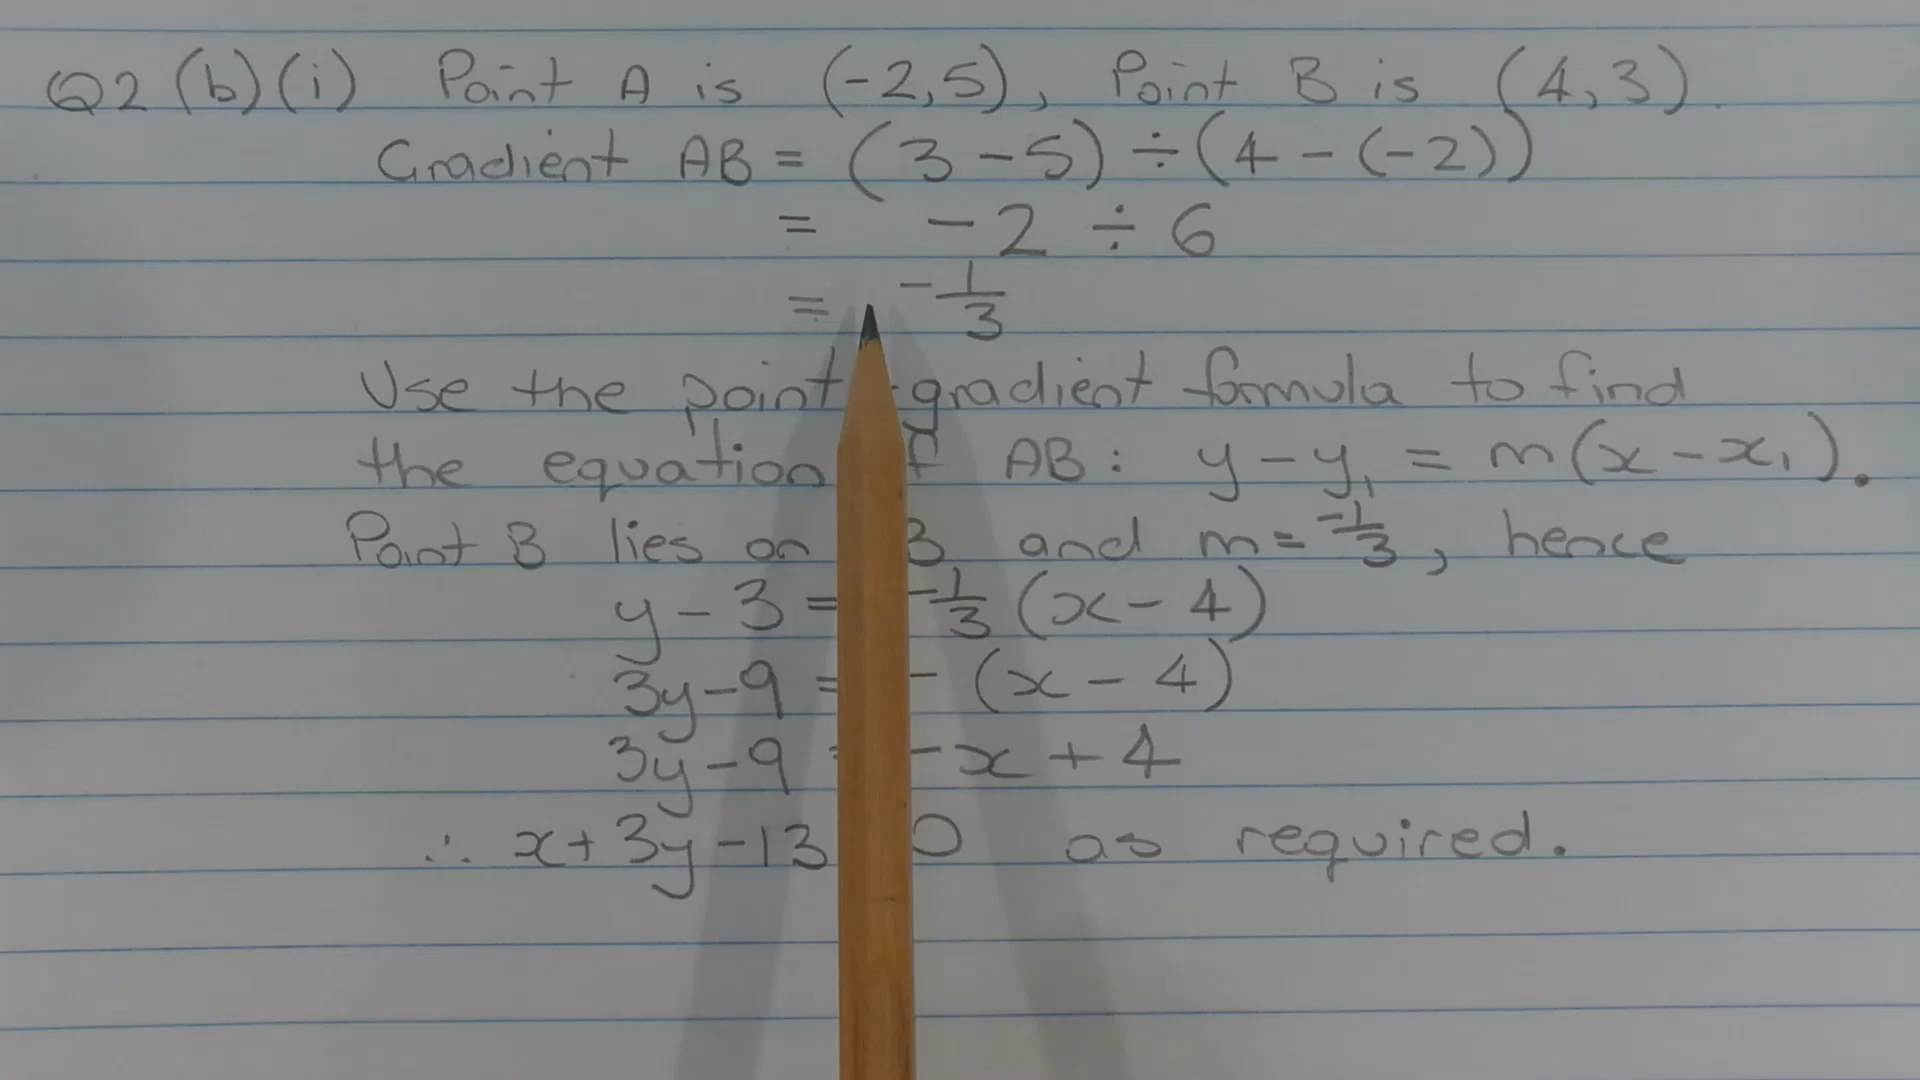 Q2 (b) (i) Point A is (-2,5), Point B is (4,3).
Gradient AB = (3 - 5) ÷ (4 - (-2))
= -2 ÷ 6
= -1/3
Use the point gradient formula to find
the equation AB: y - y₁ = m(x - x₁).
Point B lies on and m = -1/3, hence
y - 3 = -1/3 (x - 4)
3y - 9 = - (x - 4)
3y - 9 = -x + 4
∴ x + 3y - 13 0 as required.